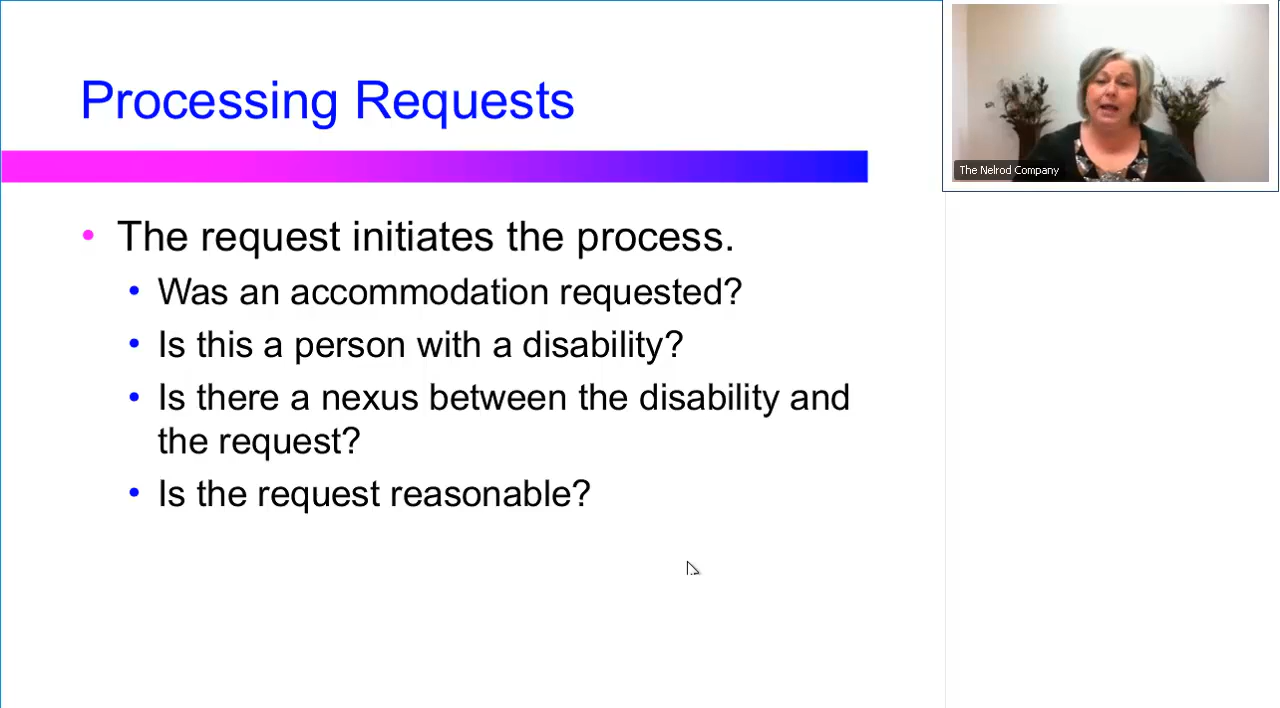 Processing Requests
The Nelrod Company
• The request initiates the process.
• Was an accommodation requested?
• Is this a person with a disability?
• Is there a nexus between the disability and
the request?
• Is the request reasonable?